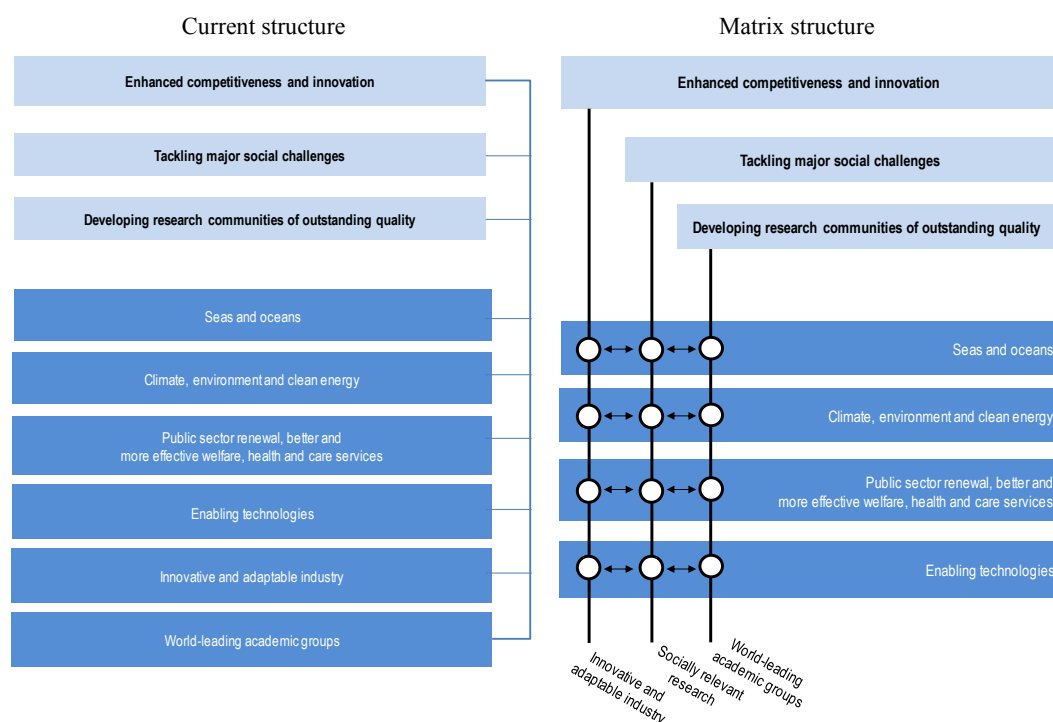 Current structure
Enhanced competitiveness and innovation
Tackling major social challenges
Developing research communities of outstanding quality
Seas and oceans
Climate, environment and clean energy
Public sector renewal, better and
more effective welfare, health and care services
Enabling technologies
Innovative and adaptable industry
World-leading academic groups
Matrix structure
Enhanced competitiveness and innovation
Tackling major social challenges
Developing research communities of outstanding quality
Seas and oceans
Climate, environment and clean energy
Public sector renewal, better and
more effective welfare, health and care services
Enabling technologies
Innovative and
adaptable industry
Socially relevant
research
World-leading
academic groups